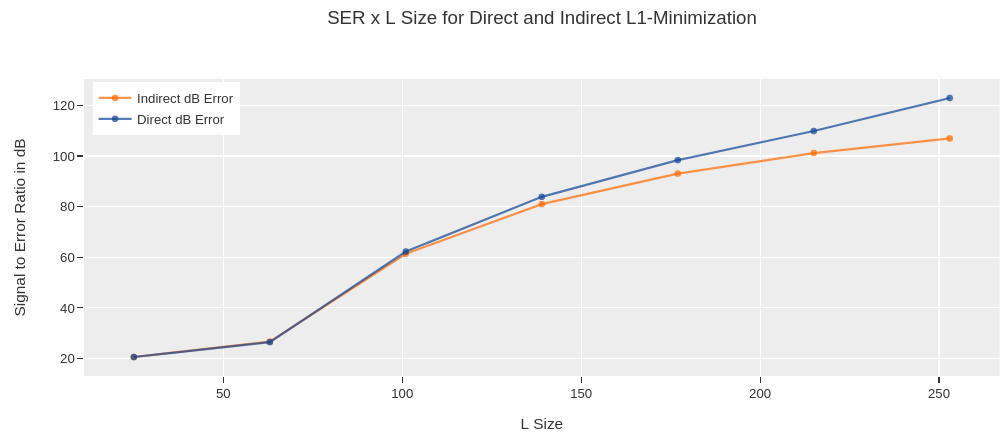 SER x L Size for Direct and Indirect L1-Minimization
Indirect dB Error
Direct dB Error
Signal to Error Ratio in dB
120
100
80
60
40
20
50
100
150
200
250
L Size